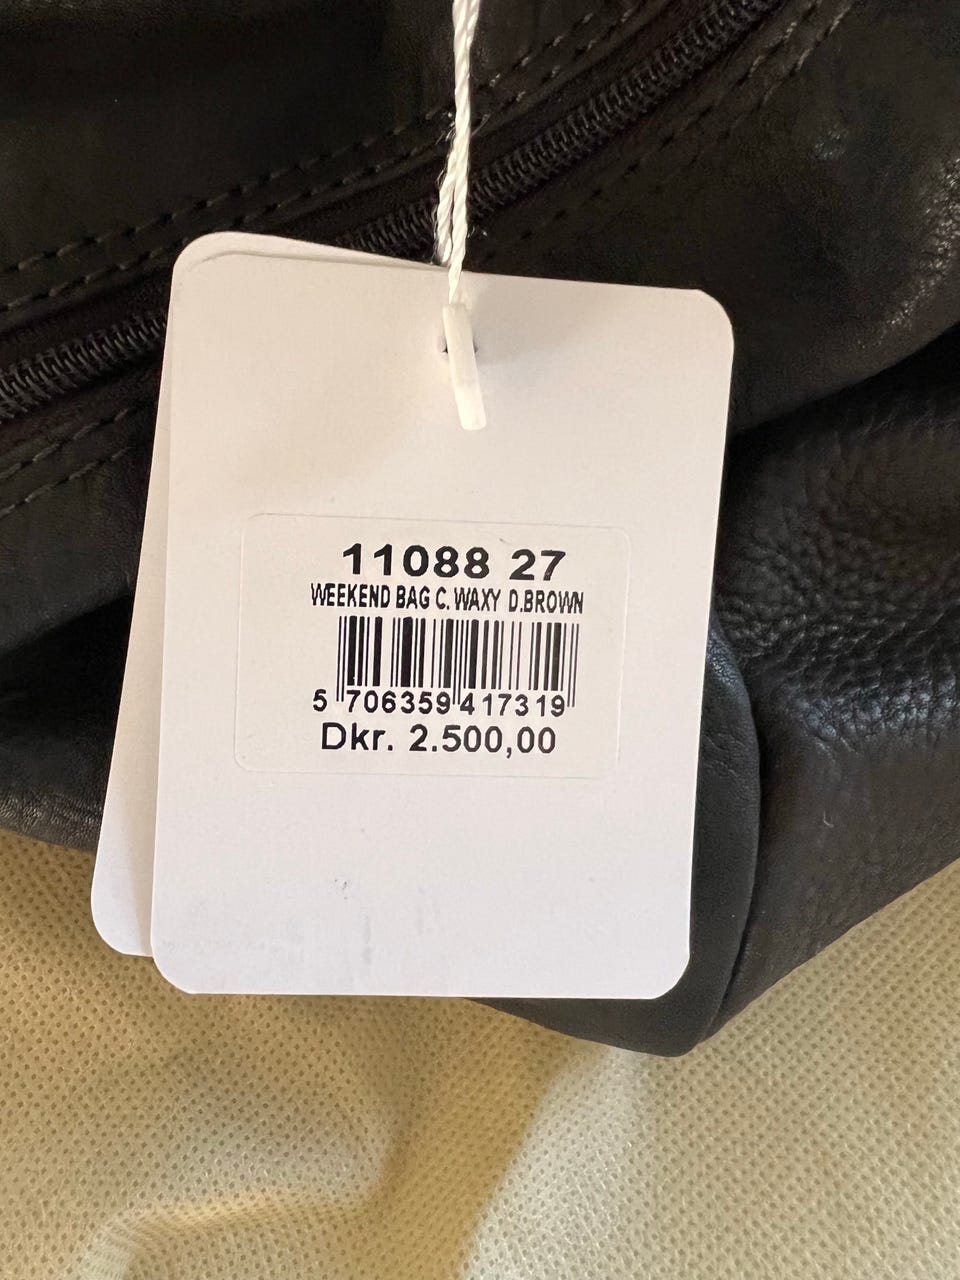 11088 27
WEEKEND BAG C. WAXY D.BROWN
5 706359 417319
Dkr. 2.500,00